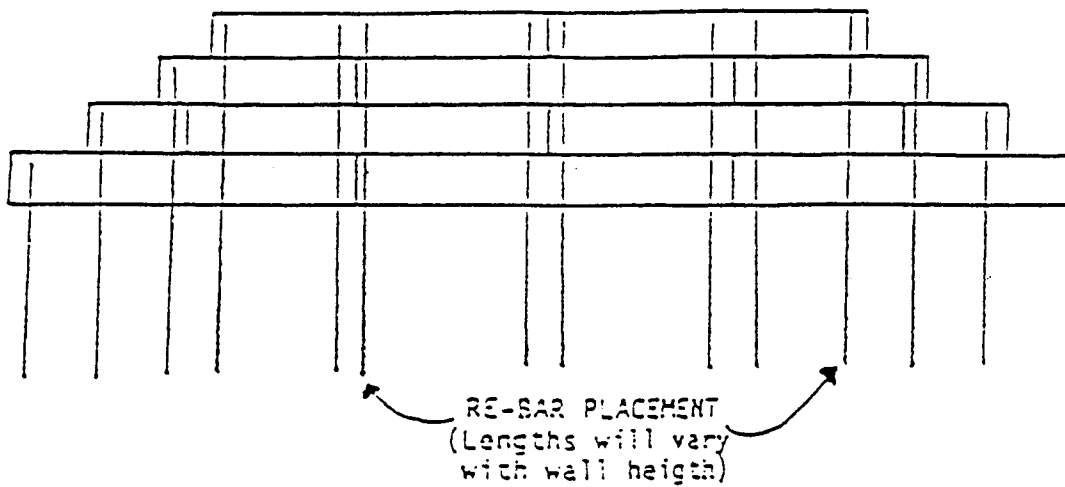 RE-BAR PLACEMENT
(Lengths will vary
with wall heigth)